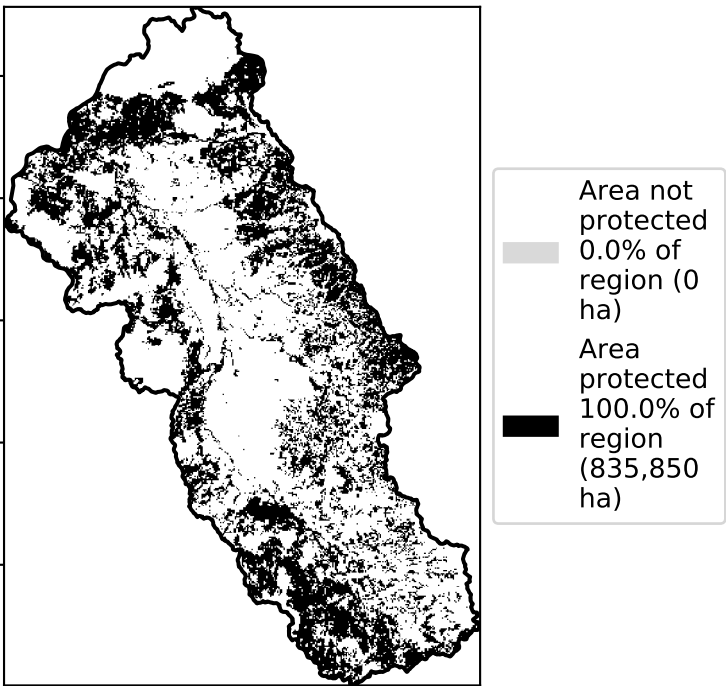 Area not
protected
0.0% of
region (0
ha)
Area
protected
100.0% of
region
(835,850
ha)